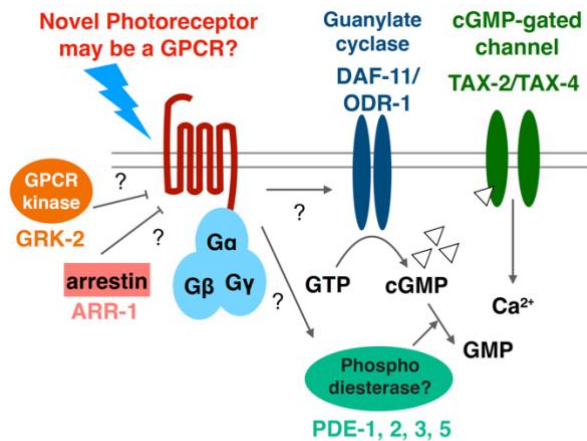 Novel Photoreceptor
may be a GPCR?
Guanylate
cyclase
DAF-11/
ODR-1
cGMP-gated
channel
TAX-2/TAX-4
GPCR
kinase
GRK-2
?
?
arrestin
ARR-1
Gα
Gβ
Gγ
?
?
GTP
cGMP
Ca²⁺
GMP
Phospho
diesterase?
PDE-1, 2, 3, 5